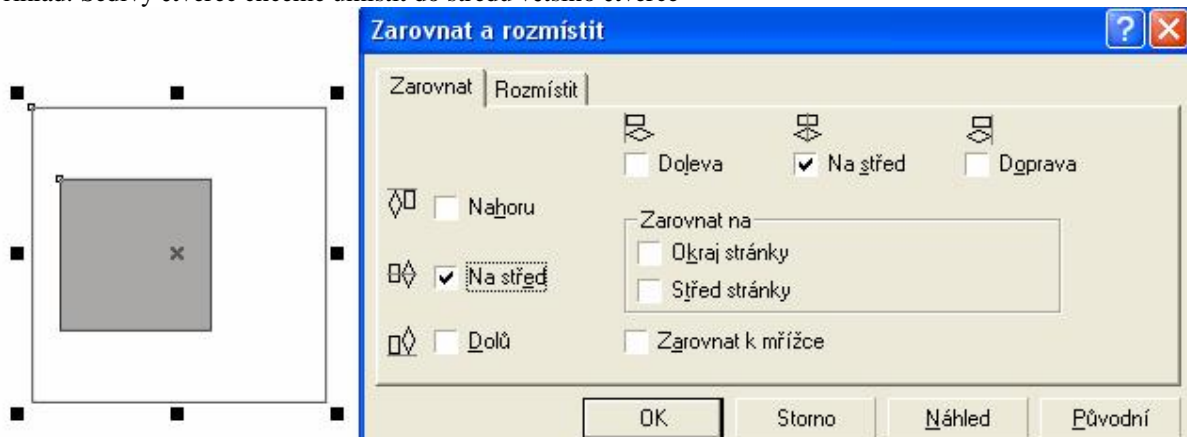 Zarovnat a rozmístit
Zarovnat Rozmístit
Doleva Na střed Doprava
Nahoru
Zarovnat na
Okraj stránky
Na střed
Střed stránky
Dolů
Zarovnat k mřížce
OK Storno Náhled Původní